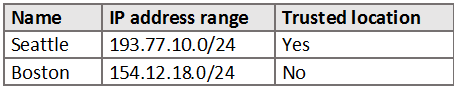 Name IP address range Trusted location
Seattle 193.77.10.0/24 Yes
Boston 154.12.18.0/24 No